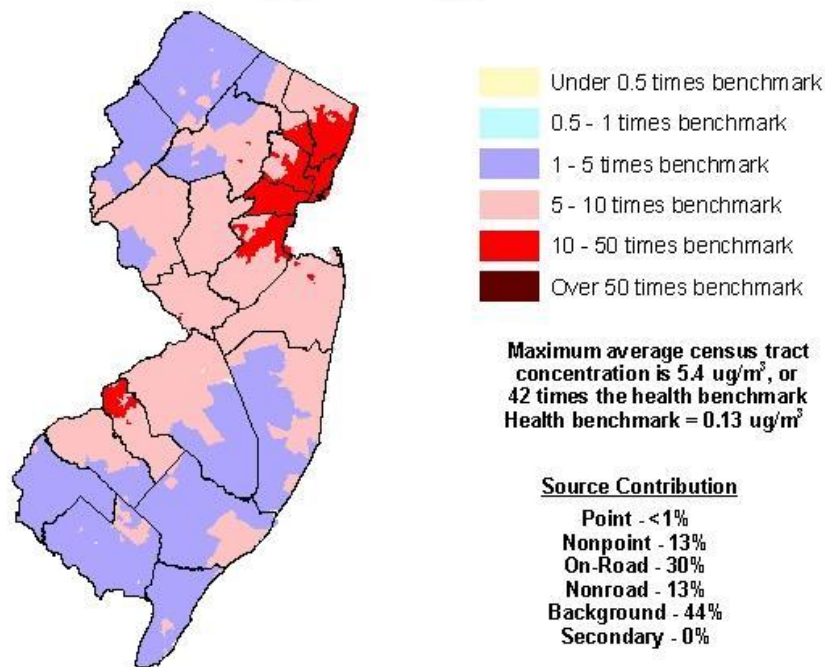 Under 0.5 times benchmark
0.5 - 1 times benchmark
1 - 5 times benchmark
5 - 10 times benchmark
10 - 50 times benchmark
Over 50 times benchmark
Maximum average census tract
concentration is 5.4 ug/m³, or
42 times the health benchmark
Health benchmark = 0.13 ug/m³
Source Contribution
Point - <1%
Nonpoint - 13%
On-Road - 30%
Nonroad - 13%
Background - 44%
Secondary - 0%